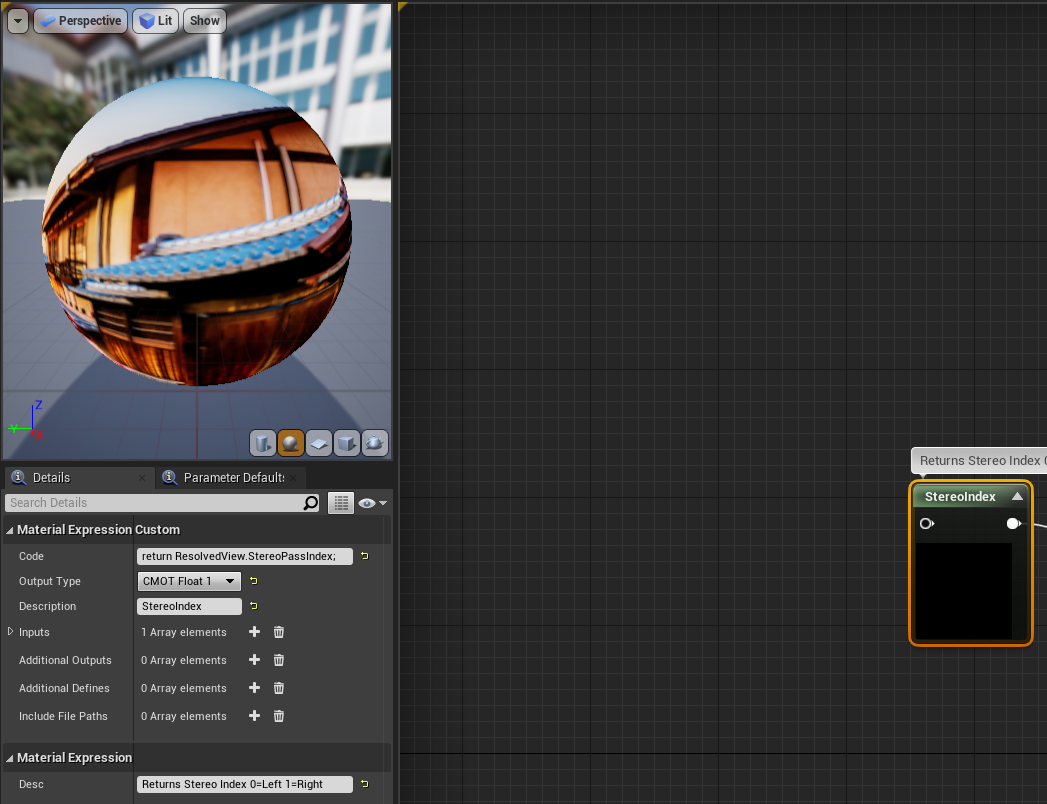 Perspective Lit Show
Z
Y
X
Details Parameter Default
Search Details
Material Expression Custom
Code return ResolvedView.StereoPassIndex;
Output Type CMOT Float 1
Description StereoIndex
Inputs 1 Array elements
Additional Outputs 0 Array elements
Additional Defines 0 Array elements
Include File Paths 0 Array elements
Material Expression
Desc Returns Stereo Index 0=Left 1=Right
Returns Stereo Index
StereoIndex